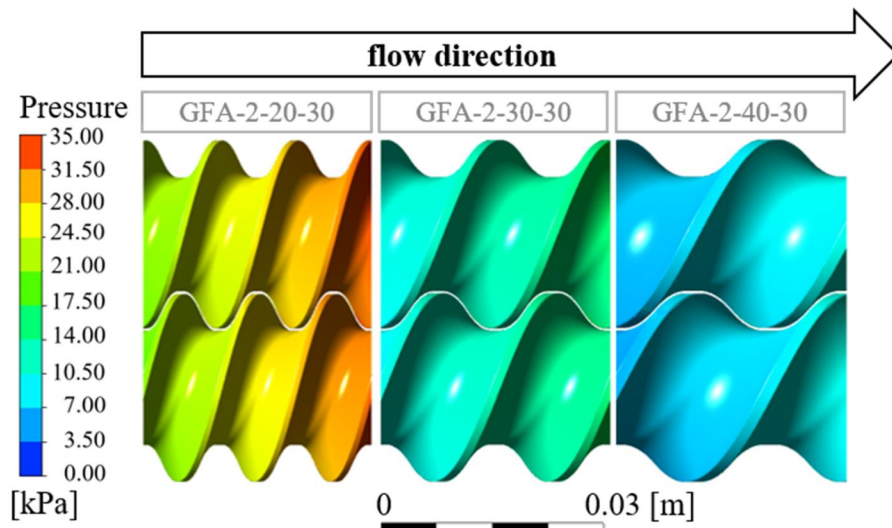 flow direction
Pressure
GFA-2-20-30
GFA-2-30-30
GFA-2-40-30
35.00
31.50
28.00
24.50
21.00
17.50
14.00
10.50
7.00
3.50
0.00
[kPa]
0 0.03 [m]